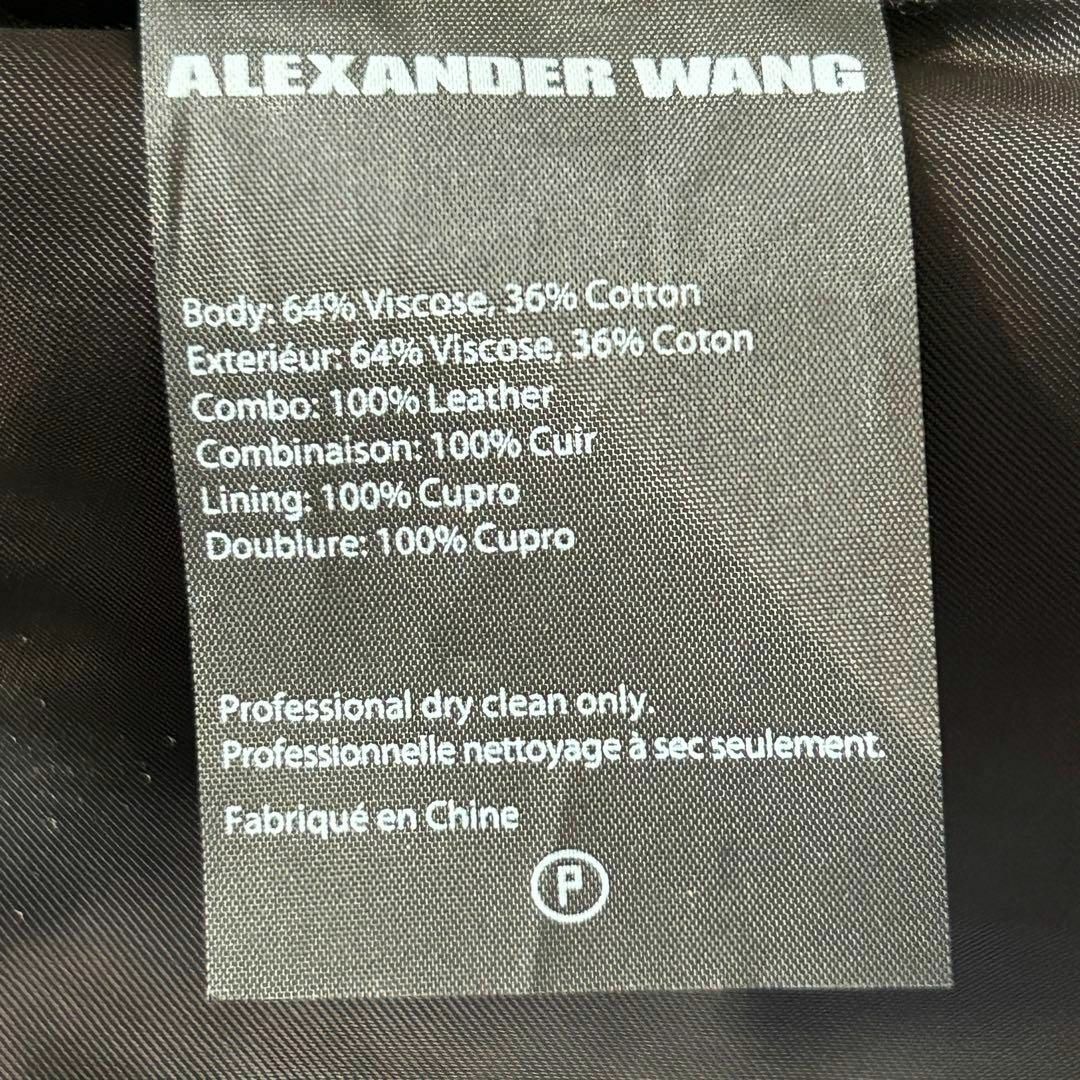 ALEXANDER WANG
Body: 64% Viscose, 36% Cotton
Exteriéur: 64% Viscose, 36% Coton
Combo: 100% Leather
Combinaison: 100% Cuir
Lining: 100% Cupro
Doublure: 100% Cupro
Professional dry clean only.
Professionnelle nettoyage à sec seulement.
Fabriqué en Chine
P